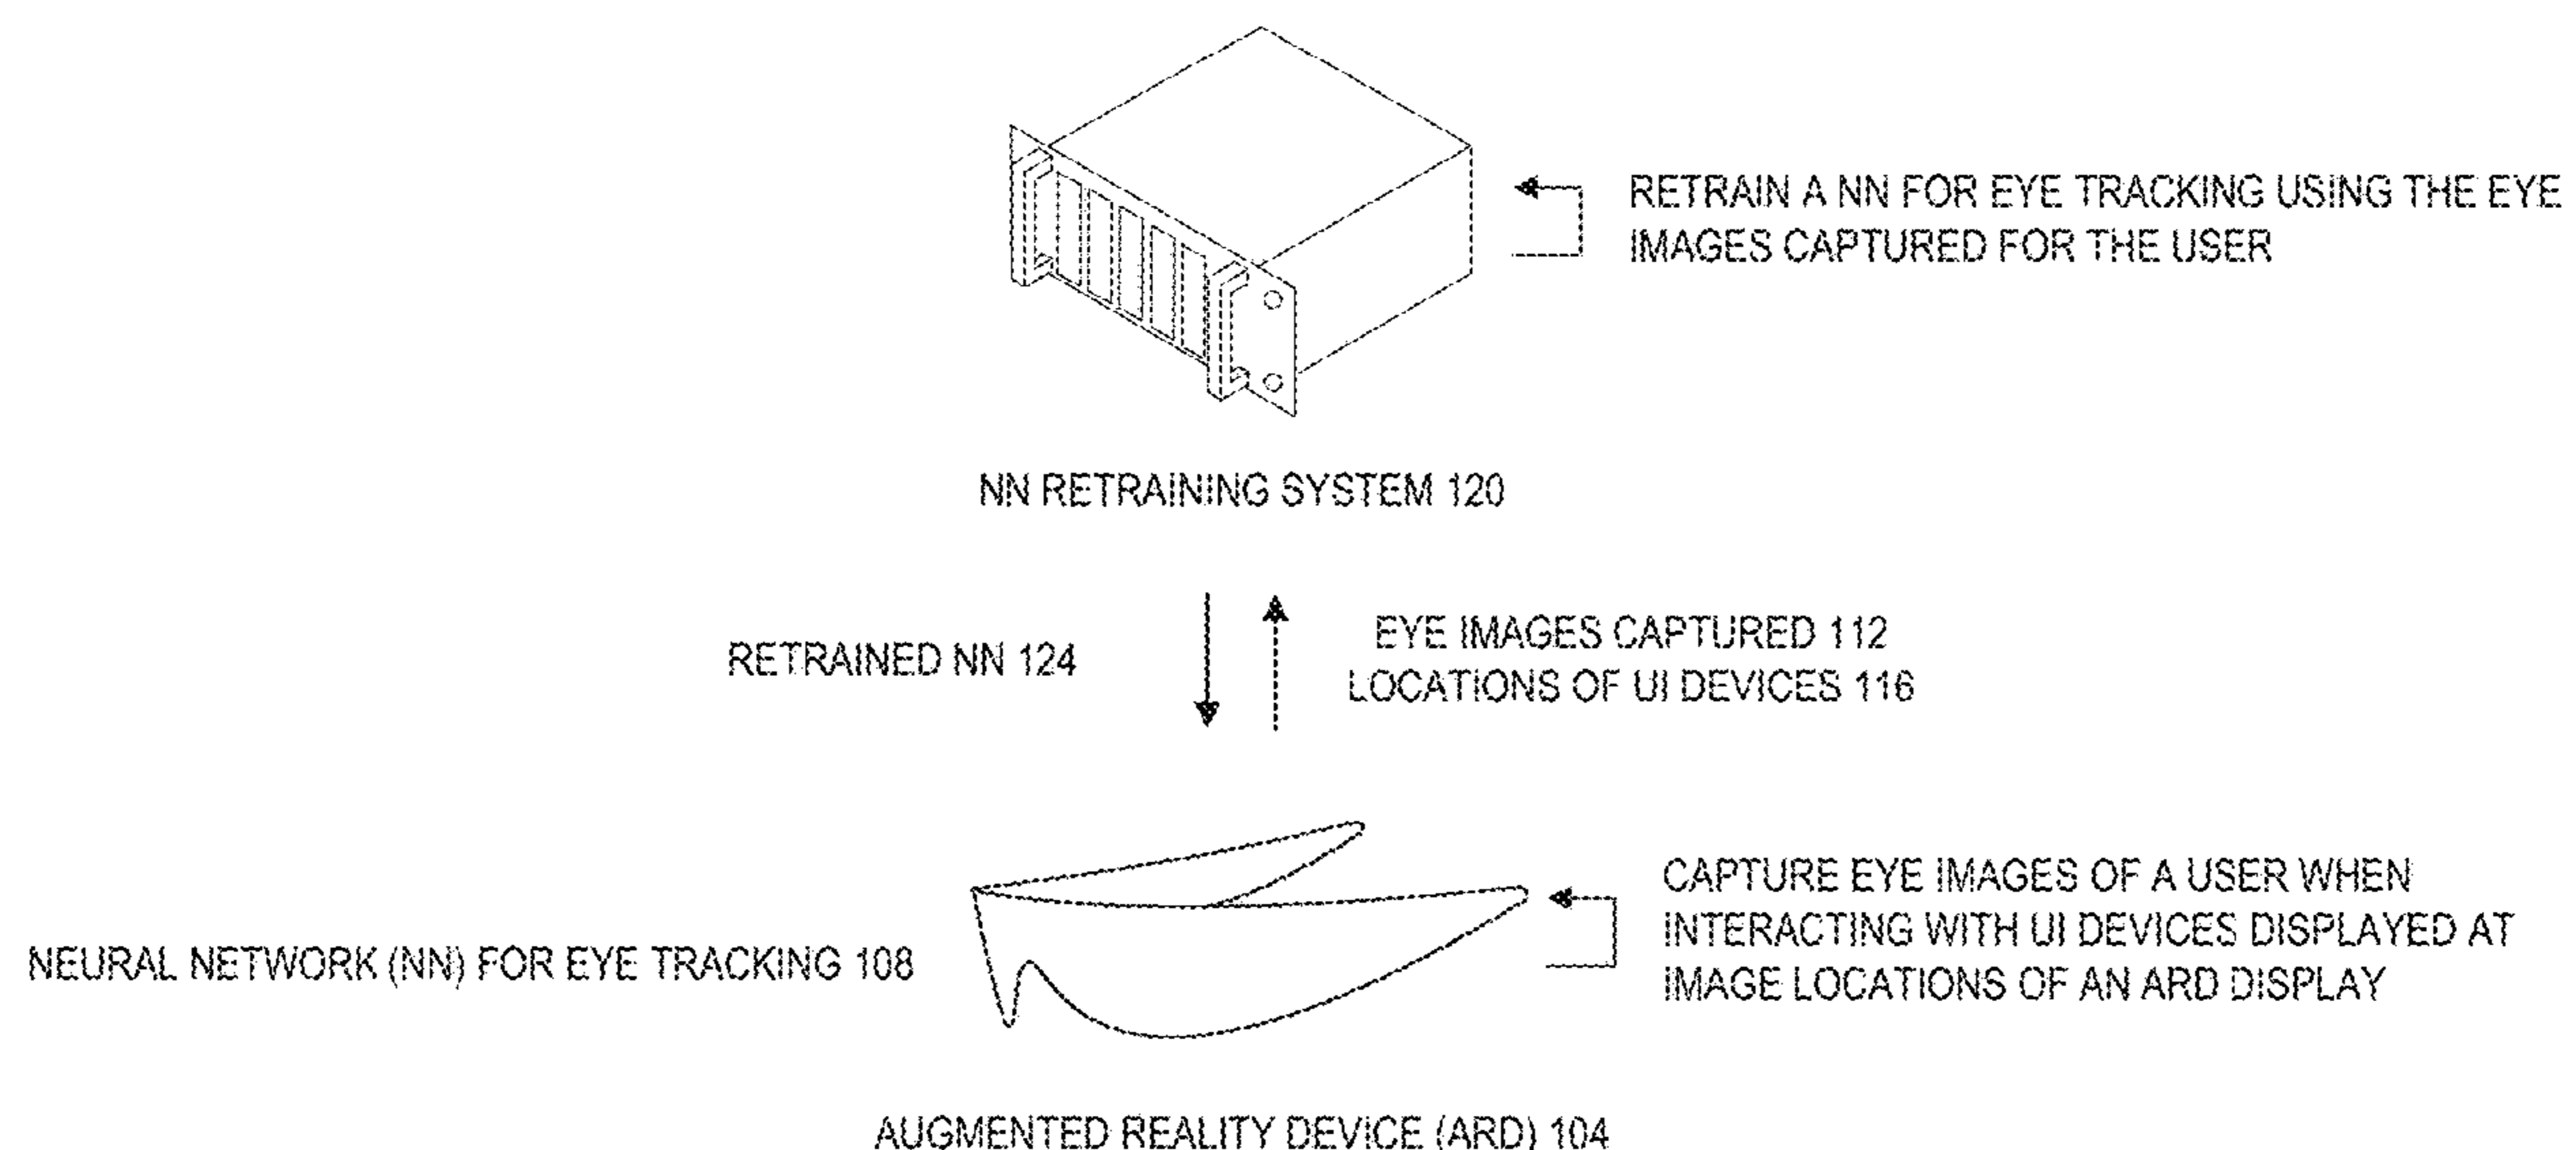 RETRAIN A NN FOR EYE TRACKING USING THE EYE
IMAGES CAPTURED FOR THE USER
NN RETRAINING SYSTEM 120
RETRAINED NN 124
EYE IMAGES CAPTURED 112
LOCATIONS OF UI DEVICES 116
NEURAL NETWORK (NN) FOR EYE TRACKING 108
CAPTURE EYE IMAGES OF A USER WHEN
INTERACTING WITH UI DEVICES DISPLAYED AT
IMAGE LOCATIONS OF AN ARD DISPLAY
AUGMENTED REALITY DEVICE (ARD) 104